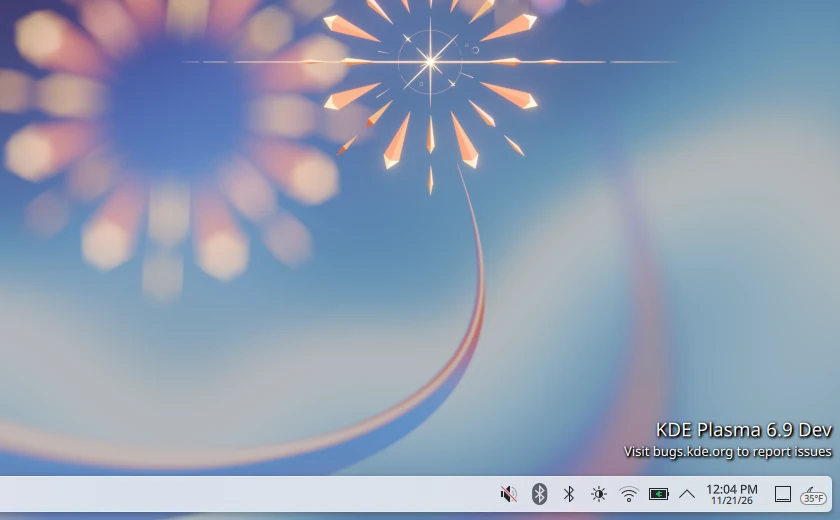 KDE Plasma 6.9 Dev
Visit bugs.kde.org to report issues
12:04 PM
11/21/26
35°F